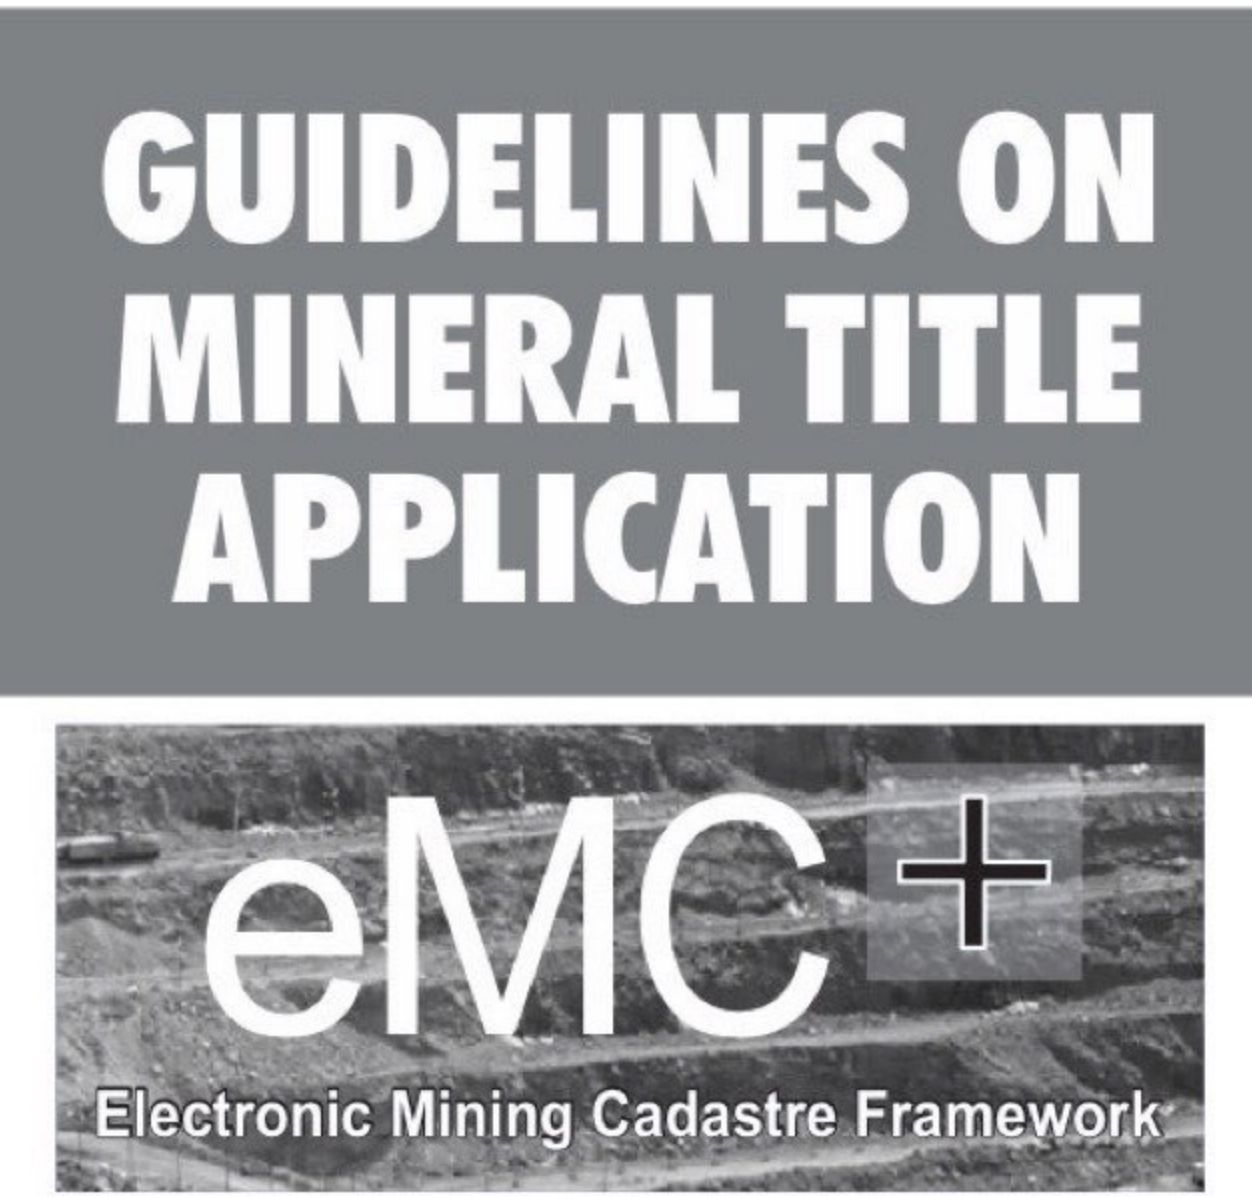 GUIDELINES ON
MINERAL TITLE
APPLICATION
eMC+
Electronic Mining Cadastre Framework